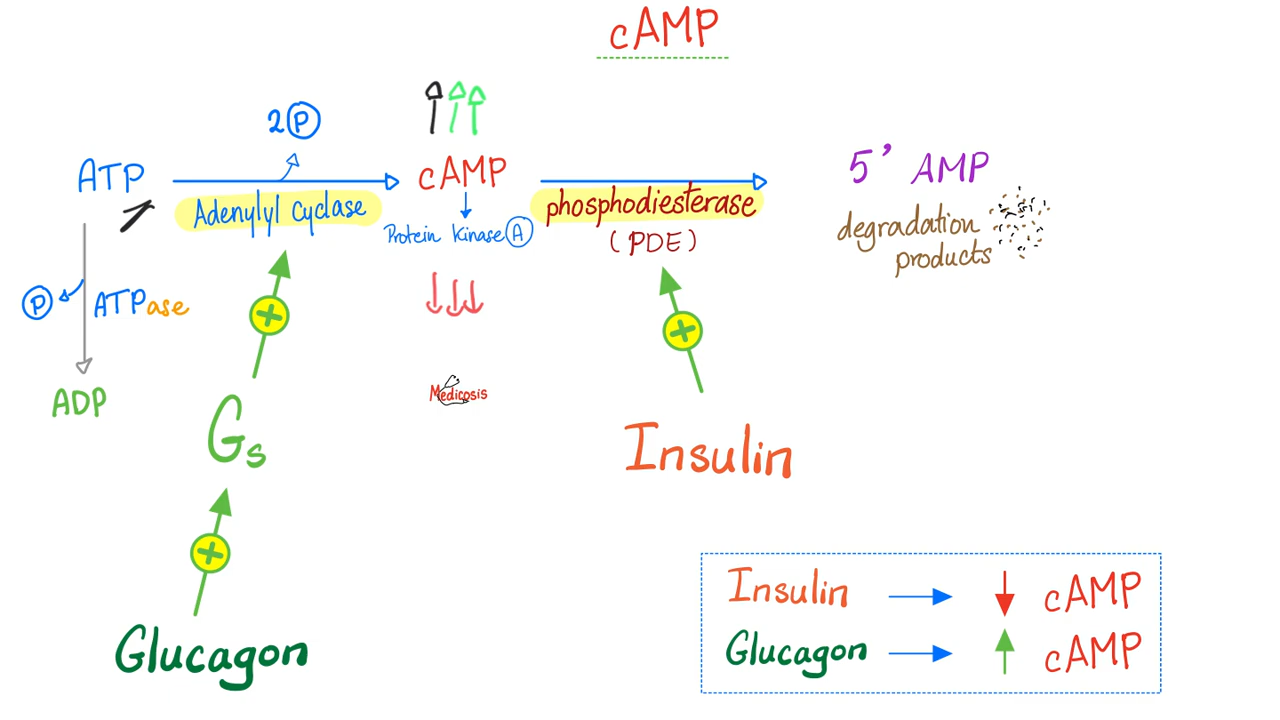 cAMP
2 P
ATP
Adenylyl cyclase
cAMP
Protein kinase A
phosphodiesterase
(PDE)
5' AMP
degradation
products
P
ATPase
ADP
+
+
Gs
+
Glucagon
Medicosis
Insulin
Insulin → ↓ cAMP
Glucagon → ↑ cAMP